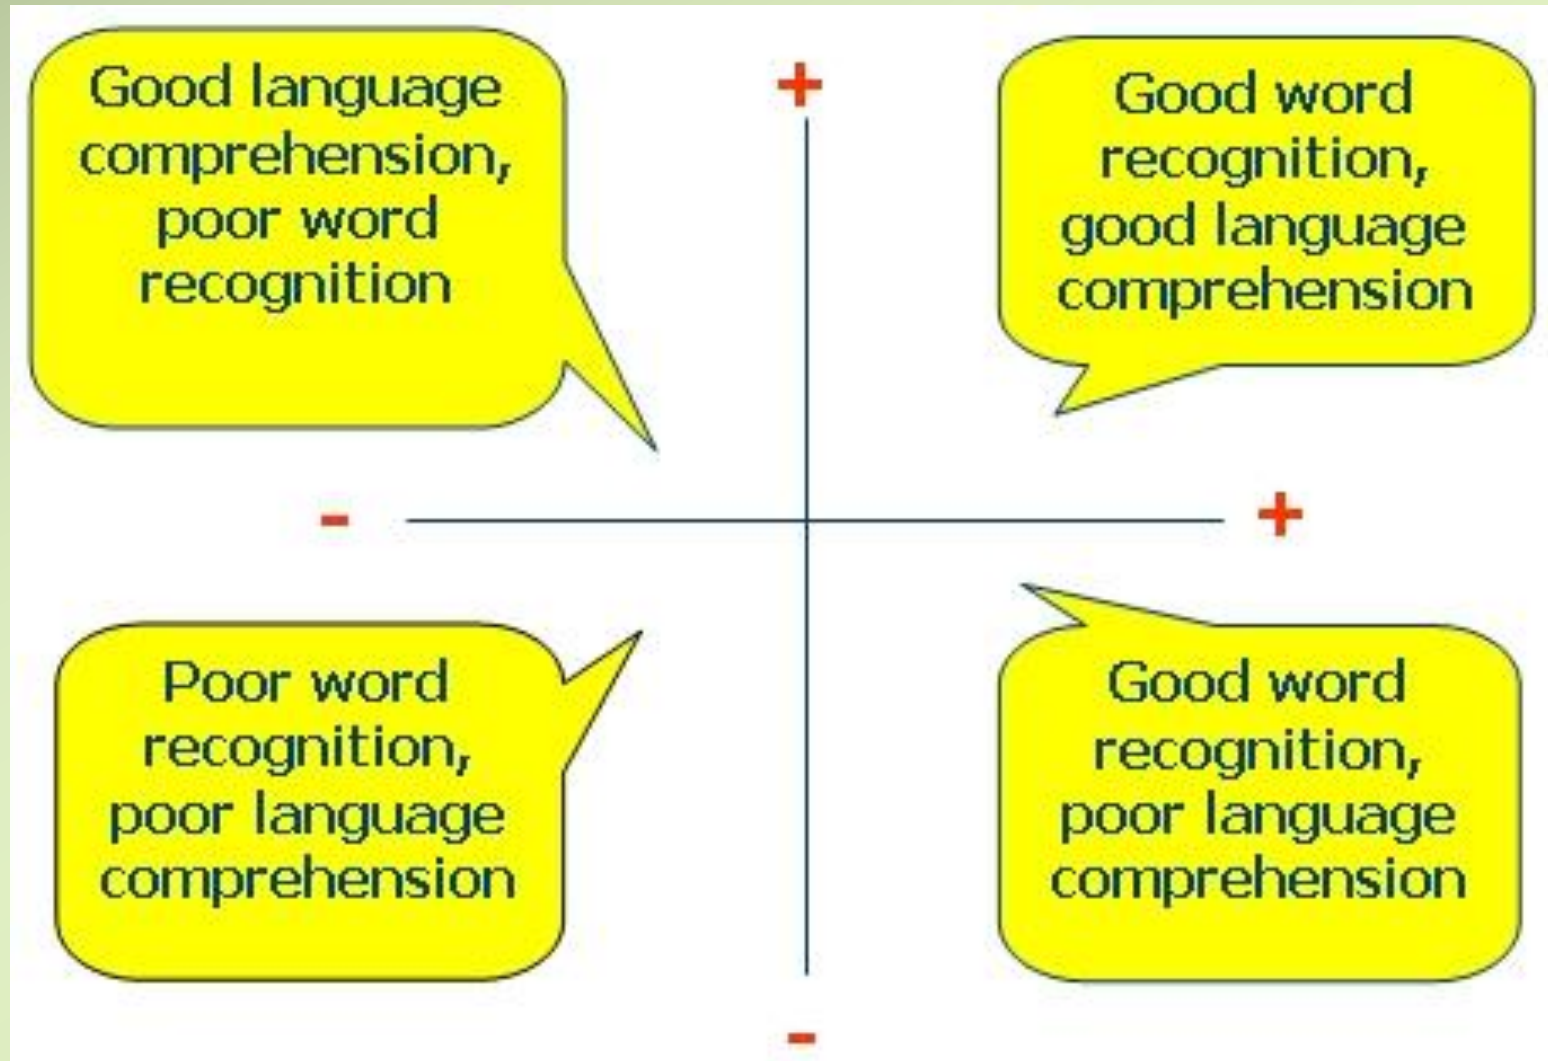 Good language
comprehension,
poor word
recognition
+
Good word
recognition,
good language
comprehension
-
+
Poor word
recognition,
poor language
comprehension
Good word
recognition,
poor language
comprehension
-